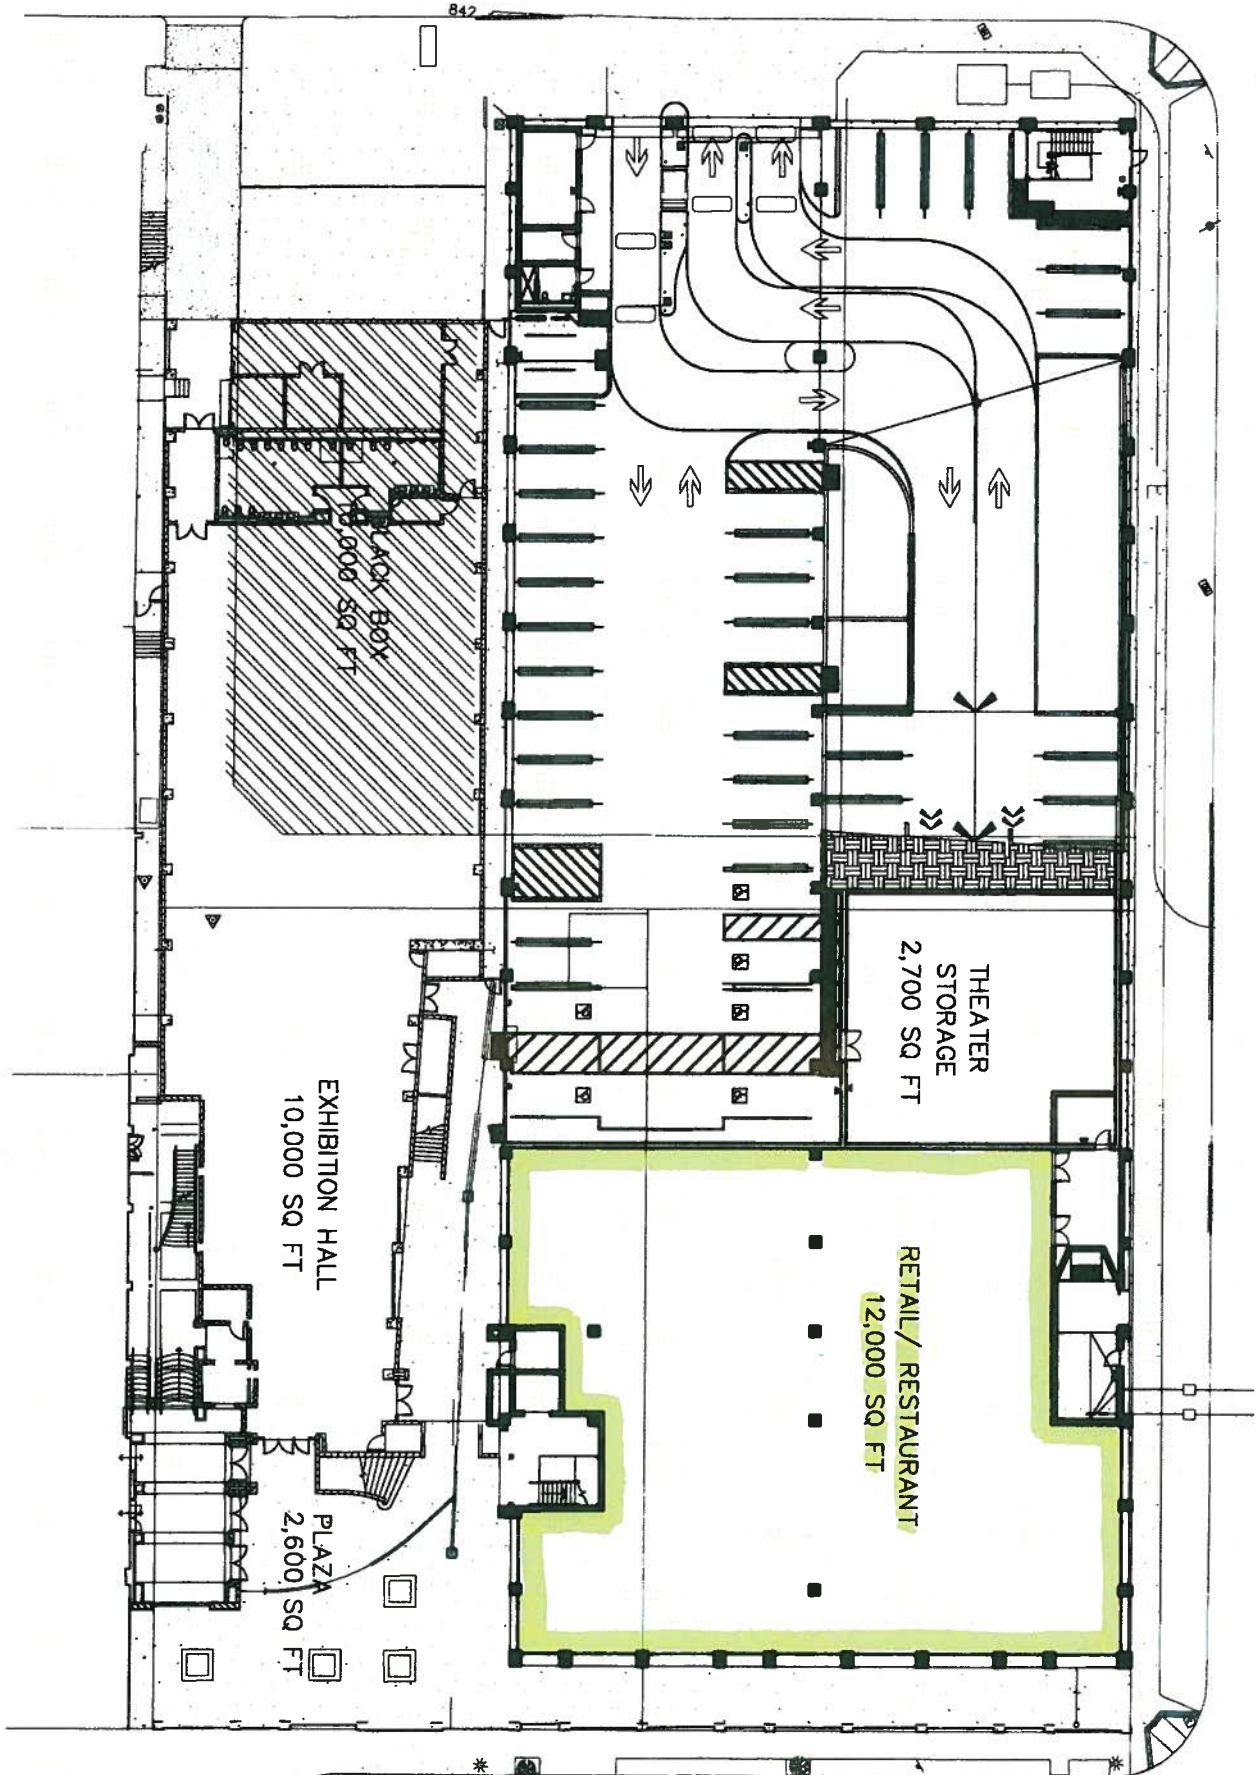 842
BLACK BOX
10,000 SQ FT
THEATER
STORAGE
2,700 SQ FT
EXHIBITION HALL
10,000 SQ FT
RETAIL/ RESTAURANT
12,000 SQ FT
PLAZA
2,600 SQ FT